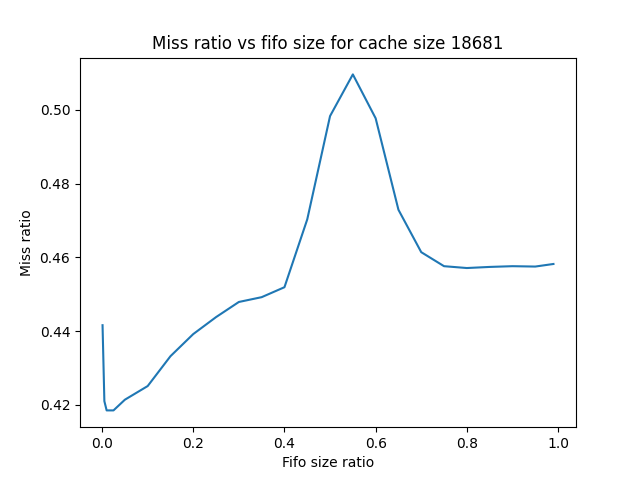 Miss ratio vs fifo size for cache size 18681
0.50
0.48
0.46
0.44
0.42
Miss ratio
0.0 0.2 0.4 0.6 0.8 1.0
Fifo size ratio